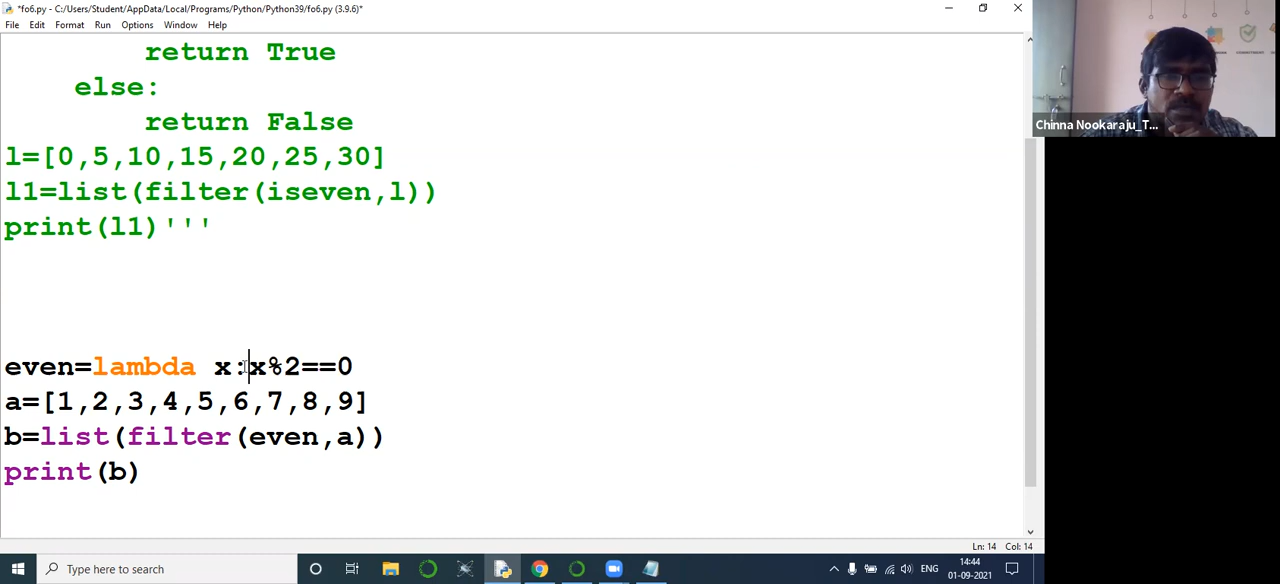 *fo6.py - C:/Users/Student/AppData/Local/Programs/Python/Python39/fo6.py (3.9.6)*
File Edit Format Run Options Window Help
return True
else:
return False
l=[0,5,10,15,20,25,30]
l1=list(filter(iseven,l))
print(l1)'''
even=lambda x:x%2==0
a=[1,2,3,4,5,6,7,8,9]
b=list(filter(even,a))
print(b)
Chinna Nookaraju_T...
Ln: 14 Col: 14
Type here to search
ENG
14:44
01-09-2021